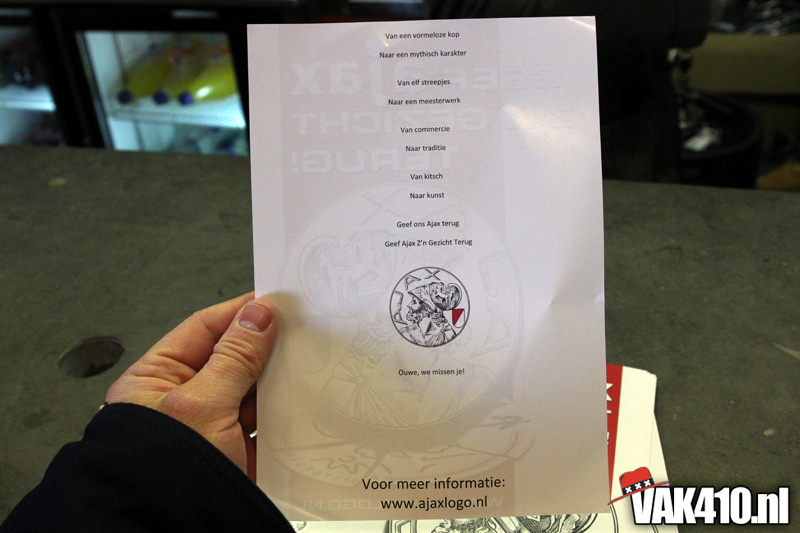 Van een vormeloze kop
Naar een mythisch karakter
Van elf streepjes
Naar een meesterwerk
Van commercie
Naar traditie
Van kitsch
Naar kunst
Geef ons Ajax terug
Geef Ajax Z'n Gezicht Terug
AJAX
Ouwe, we missen je!
Voor meer informatie:
www.ajaxlogo.nl
VAK410.nl